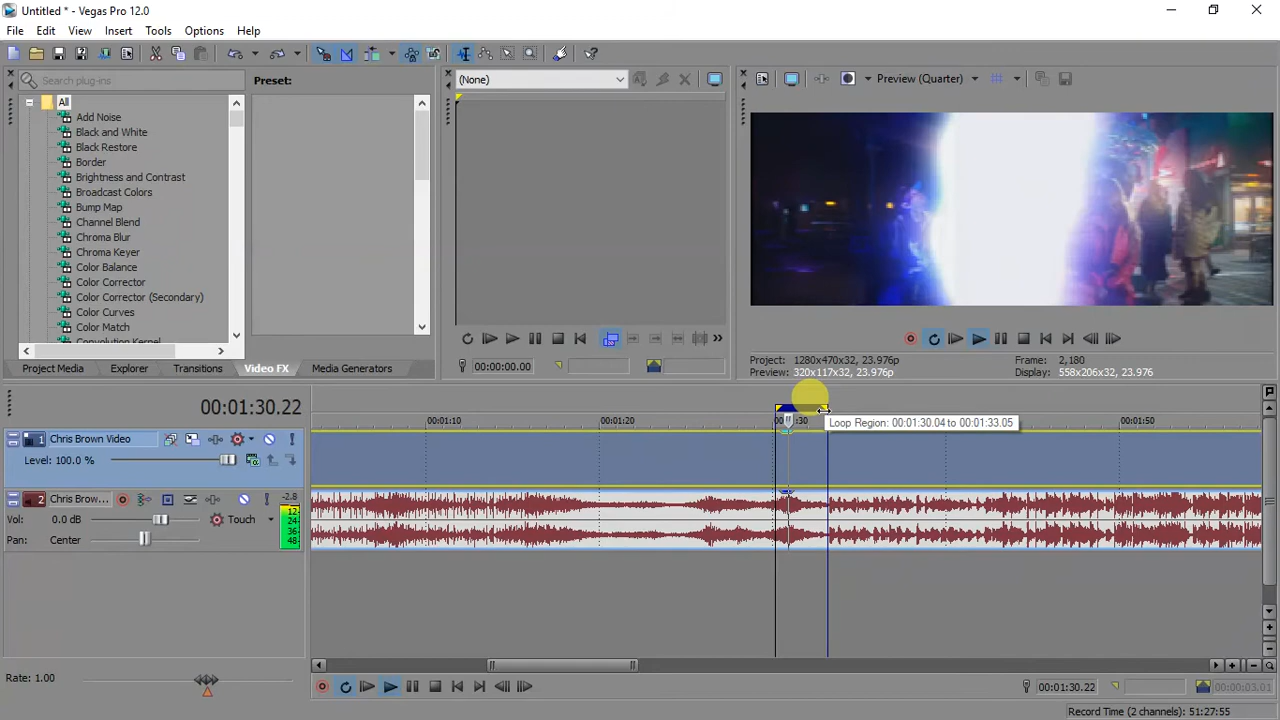 Untitled * - Vegas Pro 12.0
File Edit View Insert Tools Options Help
Search plug-ins
Preset:
(None)
Preview (Quarter)
All
Add Noise
Black and White
Black Restore
Border
Brightness and Contrast
Broadcast Colors
Bump Map
Channel Blend
Chroma Blur
Chroma Keyer
Color Balance
Color Corrector
Color Corrector (Secondary)
Color Curves
Color Match
Convolution Kernel
Project Media Explorer Transitions Video FX Media Generators
00:00:00.00
Project: 1280x470x32, 23.976p Frame: 2,180
Preview: 320x117x32, 23.976p Display: 558x206x32, 23.976
00:01:30.22
00:01:10 00:01:20 :30 00:01:50
Loop Region: 00:01:30.04 to 00:01:33.05
1 Chris Brown Video
Level: 100.0 %
2 Chris Brow...
Vol: 0.0 dB Touch
Pan: Center
-2.8
12
24
36
48
Rate: 1.00
00:01:30.22 00:00:03.01
Record Time (2 channels): 51:27:55